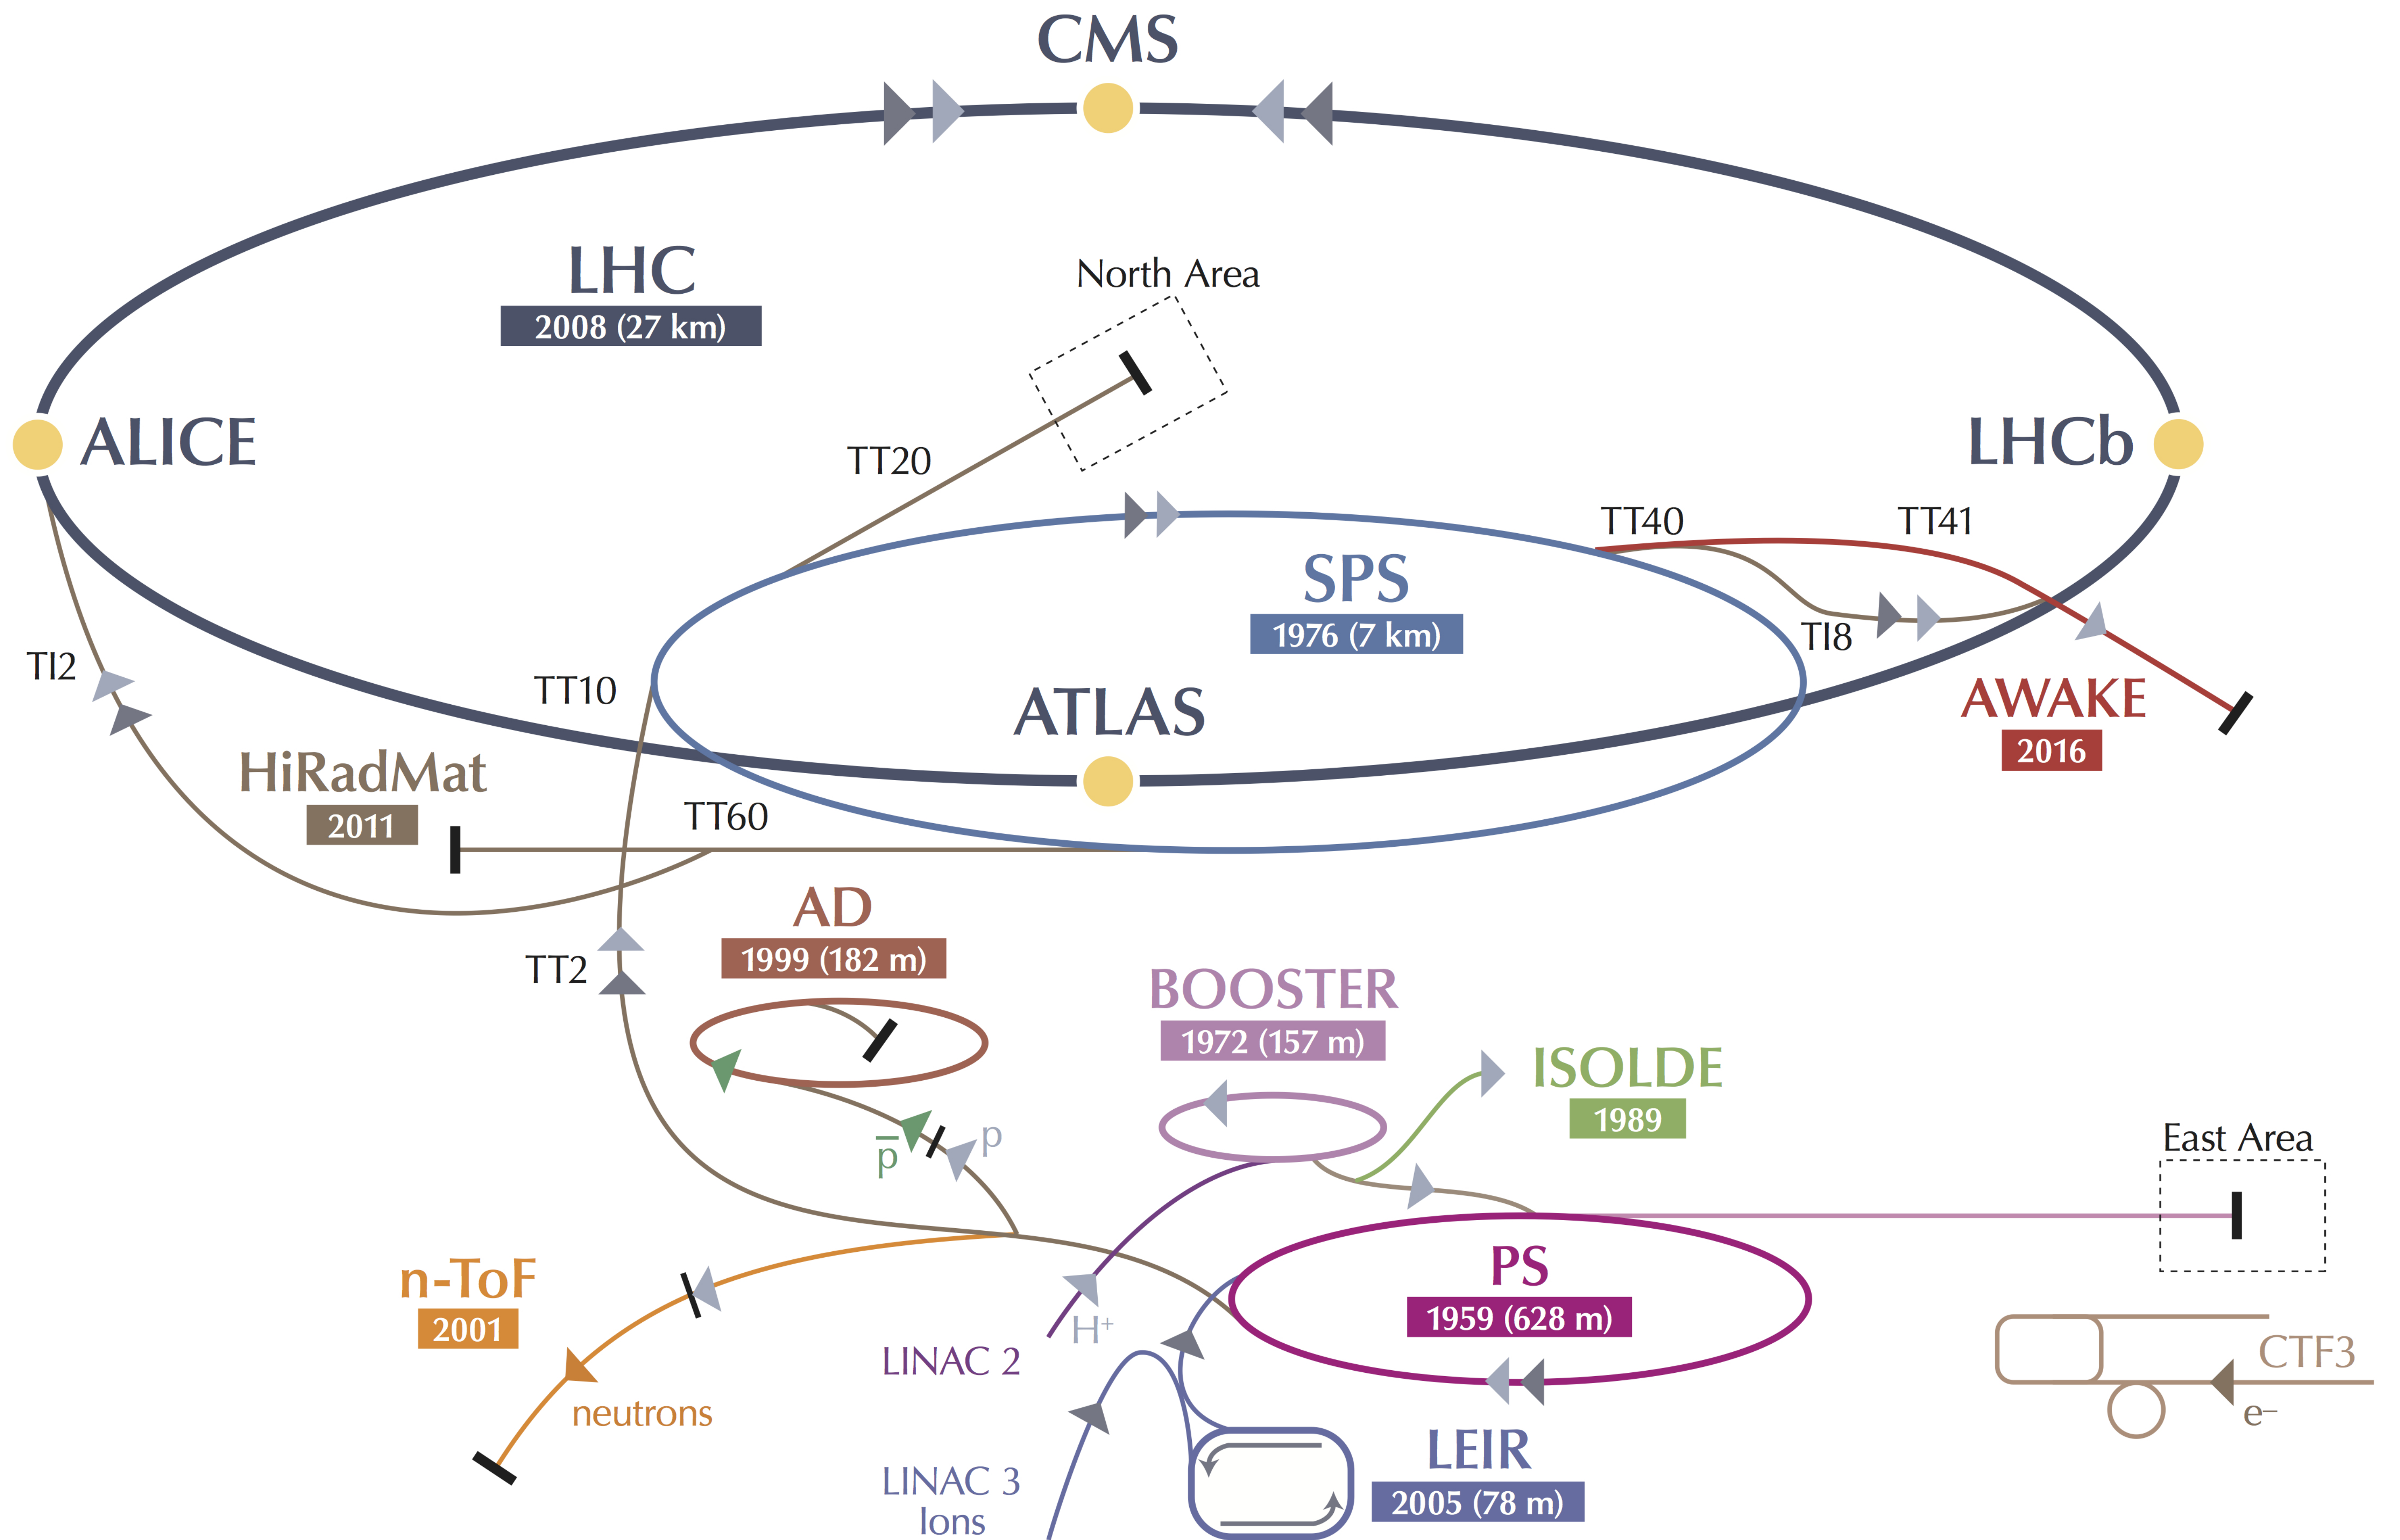 CMS
LHC
2008 (27 km)
North Area
ALICE
LHCb
TT20
TT40
TT41
SPS
1976 (7 km)
TI8
TI2
TT10
ATLAS
AWAKE
2016
HiRadMat
2011
TT60
AD
1999 (182 m)
TT2
BOOSTER
1972 (157 m)
ISOLDE
1989
p
p̅
East Area
n-ToF
2001
PS
1959 (628 m)
H⁺
LINAC 2
CTF3
neutrons
e⁻
LEIR
2005 (78 m)
LINAC 3
Ions